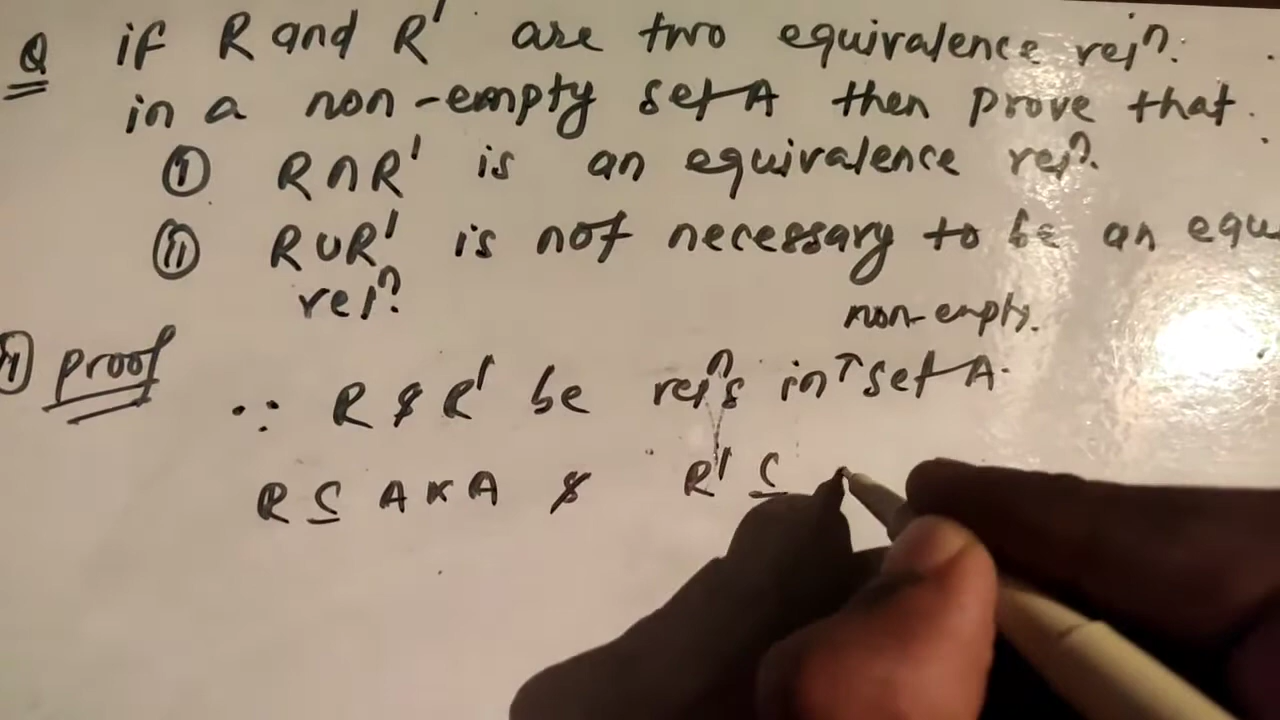 Q if R and R' are two equivalence relⁿ.
in a non-empty set A then prove that.
(I) R ∩ R' is an equivalence relⁿ.
(II) R ∪ R' is not necessary to be an equ
relⁿ.
non-empty.
proof ∵ R & R' be relⁿs in ↑ set A.
R ⊆ A × A & R' ⊆